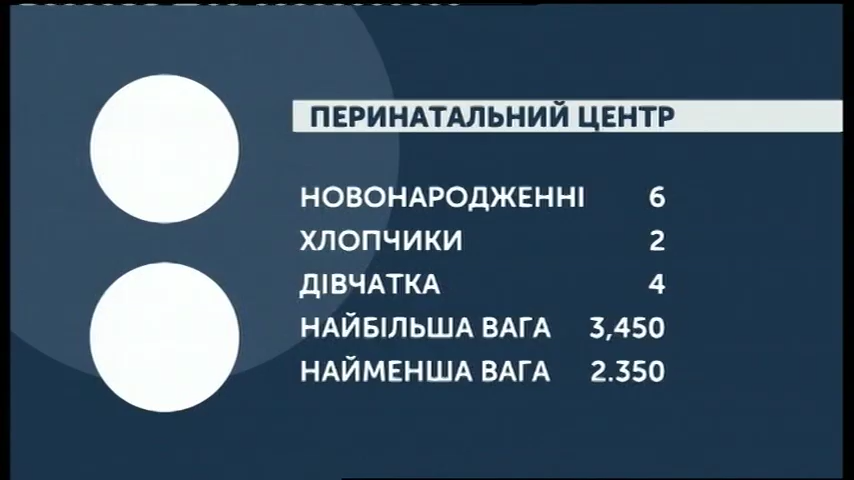 ПЕРИНАТАЛЬНИЙ ЦЕНТР
НОВОНАРОДЖЕННІ 6
ХЛОПЧИКИ 2
ДІВЧАТКА 4
НАЙБІЛЬША ВАГА 3,450
НАЙМЕНША ВАГА 2.350